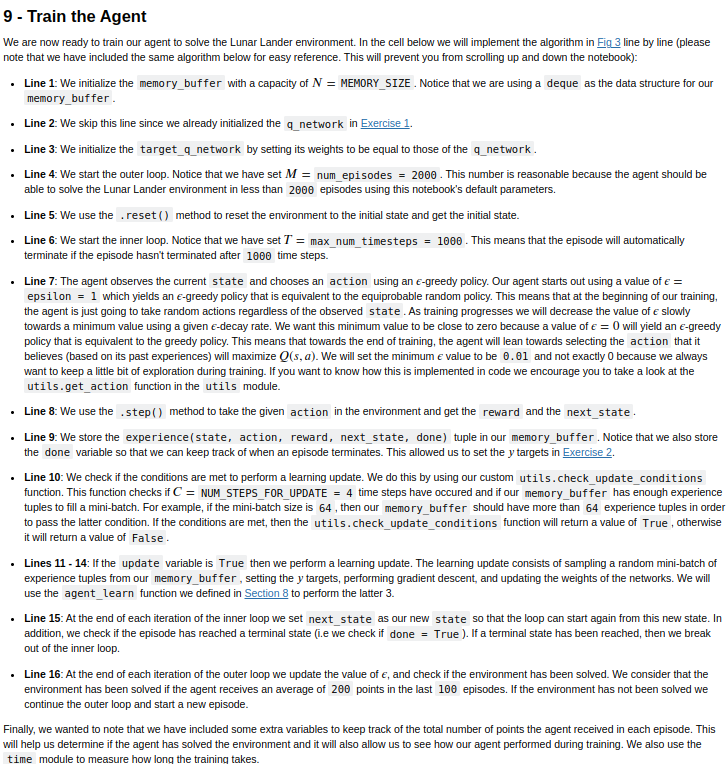 9 - Train the Agent
We are now ready to train our agent to solve the Lunar Lander environment. In the cell below we will implement the algorithm in Fig 3 line by line (please
note that we have included the same algorithm below for easy reference. This will prevent you from scrolling up and down the notebook):
• Line 1: We initialize the memory_buffer with a capacity of N = MEMORY_SIZE . Notice that we are using a deque as the data structure for our
memory_buffer .
• Line 2: We skip this line since we already initialized the q_network in Exercise 1.
• Line 3: We initialize the target_q_network by setting its weights to be equal to those of the q_network .
• Line 4: We start the outer loop. Notice that we have set M = num_episodes = 2000 . This number is reasonable because the agent should be
able to solve the Lunar Lander environment in less than 2000 episodes using this notebook's default parameters.
• Line 5: We use the .reset() method to reset the environment to the initial state and get the initial state.
• Line 6: We start the inner loop. Notice that we have set T = max_num_timesteps = 1000 . This means that the episode will automatically
terminate if the episode hasn't terminated after 1000 time steps.
• Line 7: The agent observes the current state and chooses an action using an ϵ-greedy policy. Our agent starts out using a value of ϵ =
epsilon = 1 which yields an ϵ-greedy policy that is equivalent to the equiprobable random policy. This means that at the beginning of our training,
the agent is just going to take random actions regardless of the observed state . As training progresses we will decrease the value of ϵ slowly
towards a minimum value using a given ϵ-decay rate. We want this minimum value to be close to zero because a value of ϵ = 0 will yield an ϵ-greedy
policy that is equivalent to the greedy policy. This means that towards the end of training, the agent will lean towards selecting the action that it
believes (based on its past experiences) will maximize Q(s, a). We will set the minimum ϵ value to be 0.01 and not exactly 0 because we always
want to keep a little bit of exploration during training. If you want to know how this is implemented in code we encourage you to take a look at the
utils.get_action function in the utils module.
• Line 8: We use the .step() method to take the given action in the environment and get the reward and the next_state .
• Line 9: We store the experience(state, action, reward, next_state, done) tuple in our memory_buffer . Notice that we also store
the done variable so that we can keep track of when an episode terminates. This allowed us to set the y targets in Exercise 2.
• Line 10: We check if the conditions are met to perform a learning update. We do this by using our custom utils.check_update_conditions
function. This function checks if C = NUM_STEPS_FOR_UPDATE = 4 time steps have occured and if our memory_buffer has enough experience
tuples to fill a mini-batch. For example, if the mini-batch size is 64 , then our memory_buffer should have more than 64 experience tuples in order
to pass the latter condition. If the conditions are met, then the utils.check_update_conditions function will return a value of True , otherwise
it will return a value of False .
• Lines 11 - 14: If the update variable is True then we perform a learning update. The learning update consists of sampling a random mini-batch of
experience tuples from our memory_buffer , setting the y targets, performing gradient descent, and updating the weights of the networks. We will
use the agent_learn function we defined in Section 8 to perform the latter 3.
• Line 15: At the end of each iteration of the inner loop we set next_state as our new state so that the loop can start again from this new state. In
addition, we check if the episode has reached a terminal state (i.e we check if done = True ). If a terminal state has been reached, then we break
out of the inner loop.
• Line 16: At the end of each iteration of the outer loop we update the value of ϵ, and check if the environment has been solved. We consider that the
environment has been solved if the agent receives an average of 200 points in the last 100 episodes. If the environment has not been solved we
continue the outer loop and start a new episode.
Finally, we wanted to note that we have included some extra variables to keep track of the total number of points the agent received in each episode. This
will help us determine if the agent has solved the environment and it will also allow us to see how our agent performed during training. We also use the
time module to measure how long the training takes.